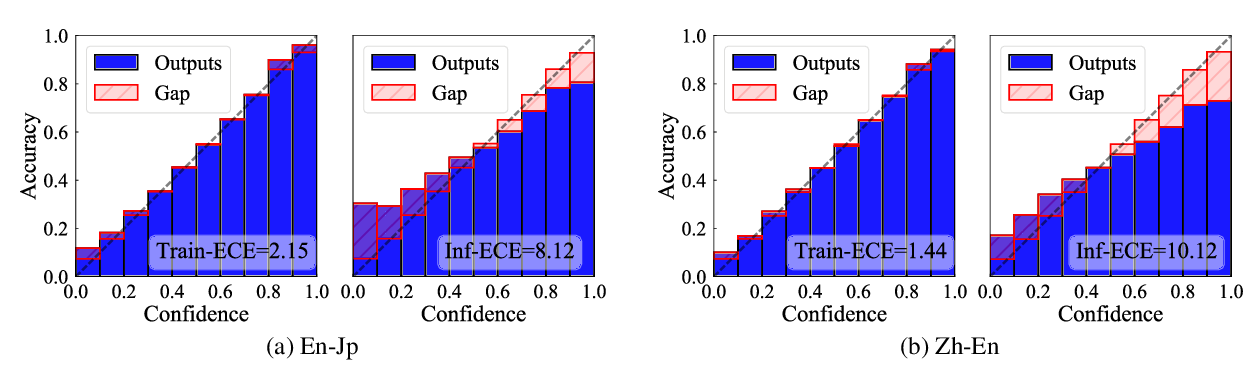 Accuracy
1.0
0.8
0.6
0.4
0.2
0.0
Outputs
Gap
Train-ECE=2.15
0.0 0.2 0.4 0.6 0.8 1.0
Confidence
Outputs
Gap
Inf-ECE=8.12
0.0 0.2 0.4 0.6 0.8 1.0
Confidence
(a) En-Jp
Accuracy
1.0
0.8
0.6
0.4
0.2
0.0
Outputs
Gap
Train-ECE=1.44
0.0 0.2 0.4 0.6 0.8 1.0
Confidence
Outputs
Gap
Inf-ECE=10.12
0.0 0.2 0.4 0.6 0.8 1.0
Confidence
(b) Zh-En